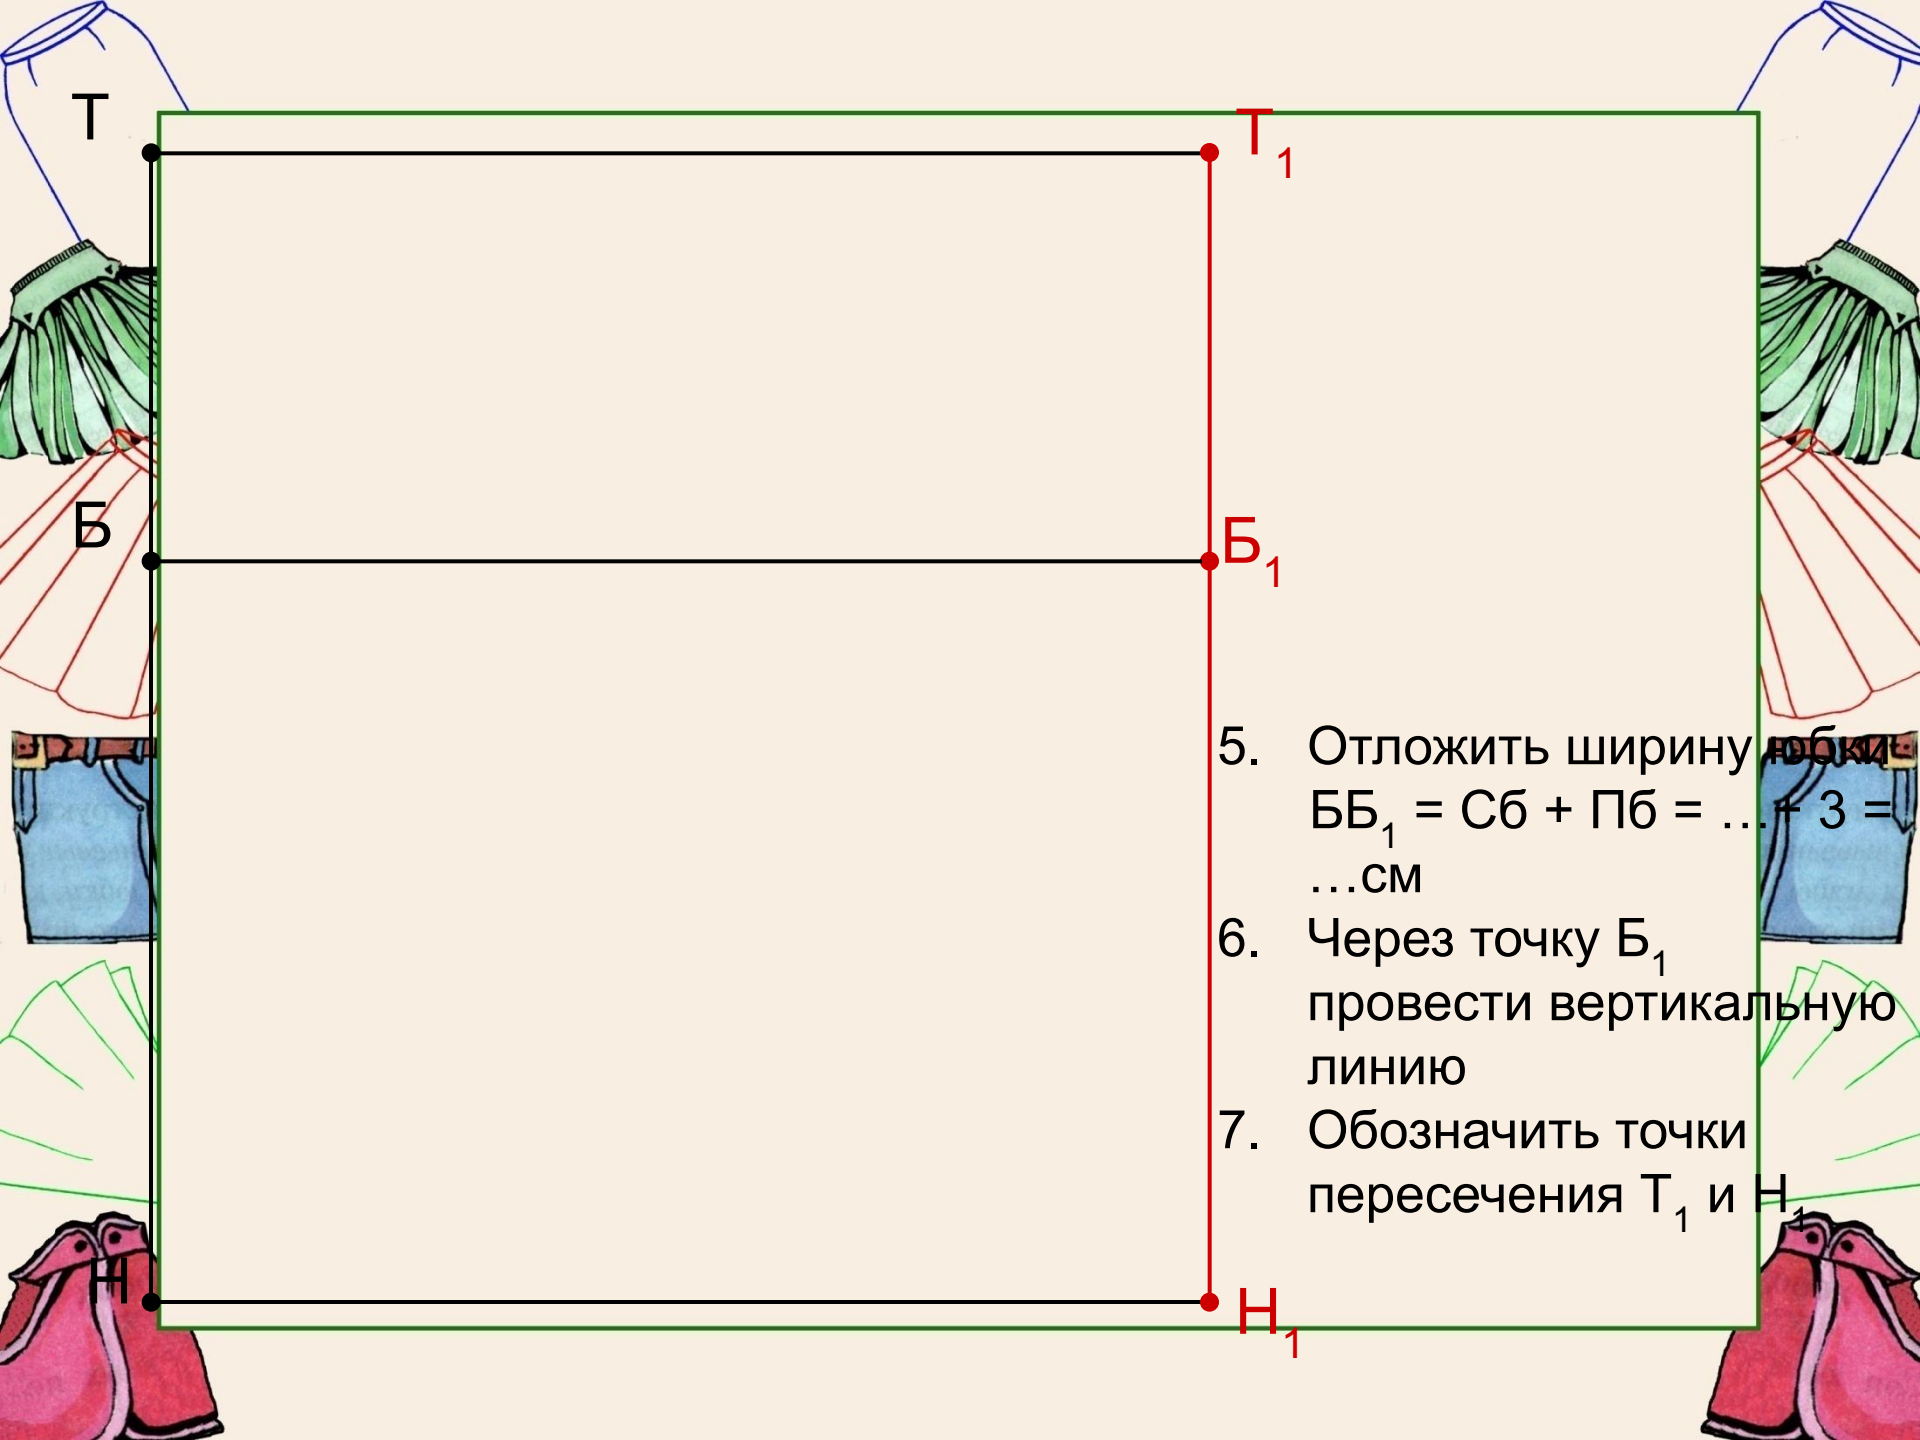 Т
Т₁
Б
Б₁
5. Отложить ширину юбки
ББ₁ = Сб + Пб = …+ 3 =
…см
6. Через точку Б₁
провести вертикальную
линию
7. Обозначить точки
пересечения Т₁ и Н₁
Н
Н₁